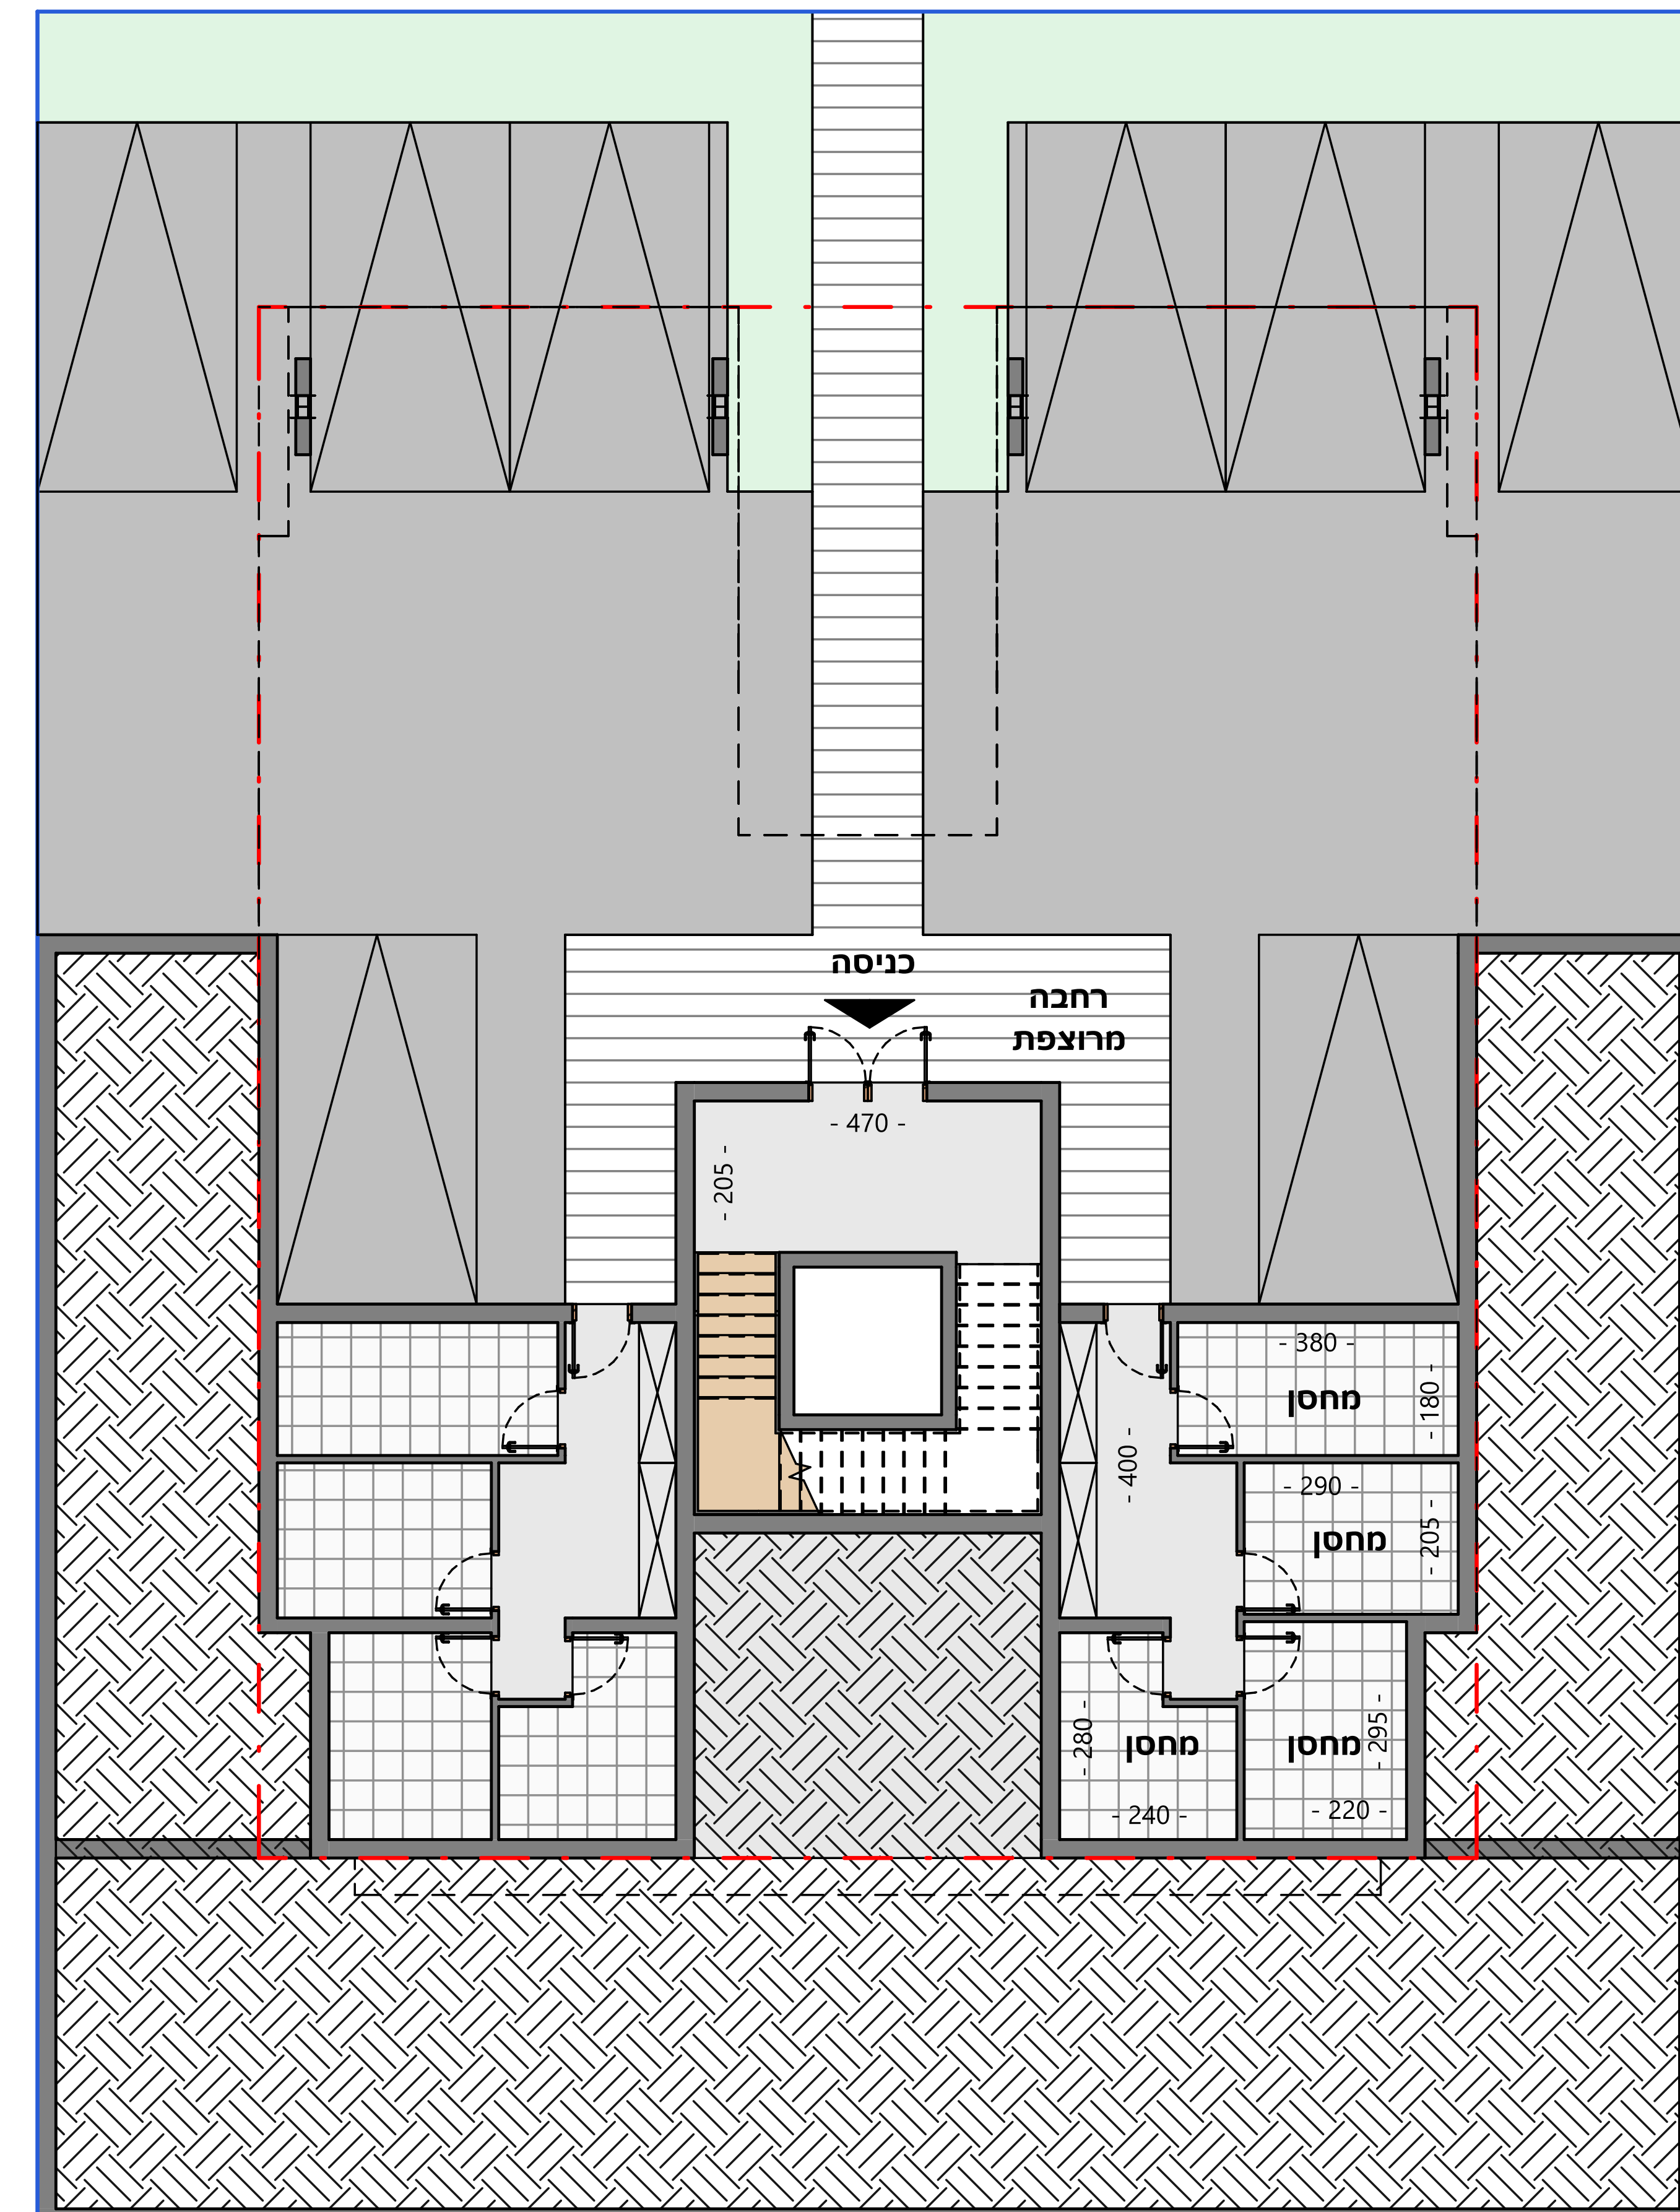 כניסה
רחבה
מרוצפת
- 470 -
- 205 -
- 380 -
מחסן
- 180 -
- 400 -
- 290 -
מחסן
- 205 -
- 280 -
מחסן
- 240 -
מחסן
- 295 -
- 220 -